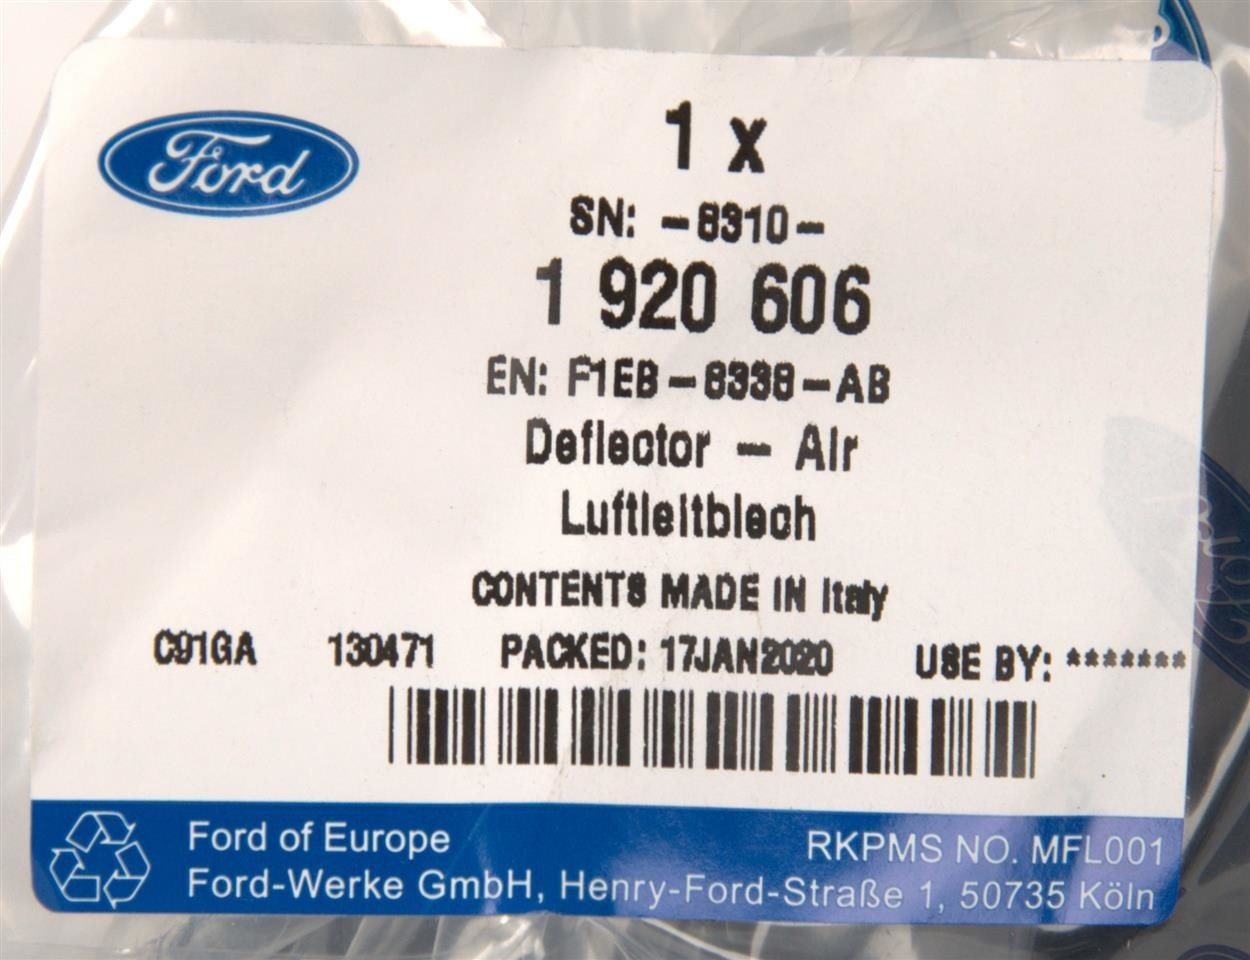 Ford
1 x
SN: -8310-
1 920 606
EN: F1EB-8338-AB
Deflector - Air
Luftleitblech
CONTENTS MADE IN Italy
C91GA 130471 PACKED: 17JAN2020 USE BY: *******
Ford of Europe
RKPMS NO. MFL001
Ford-Werke GmbH, Henry-Ford-Straße 1, 50735 Köln